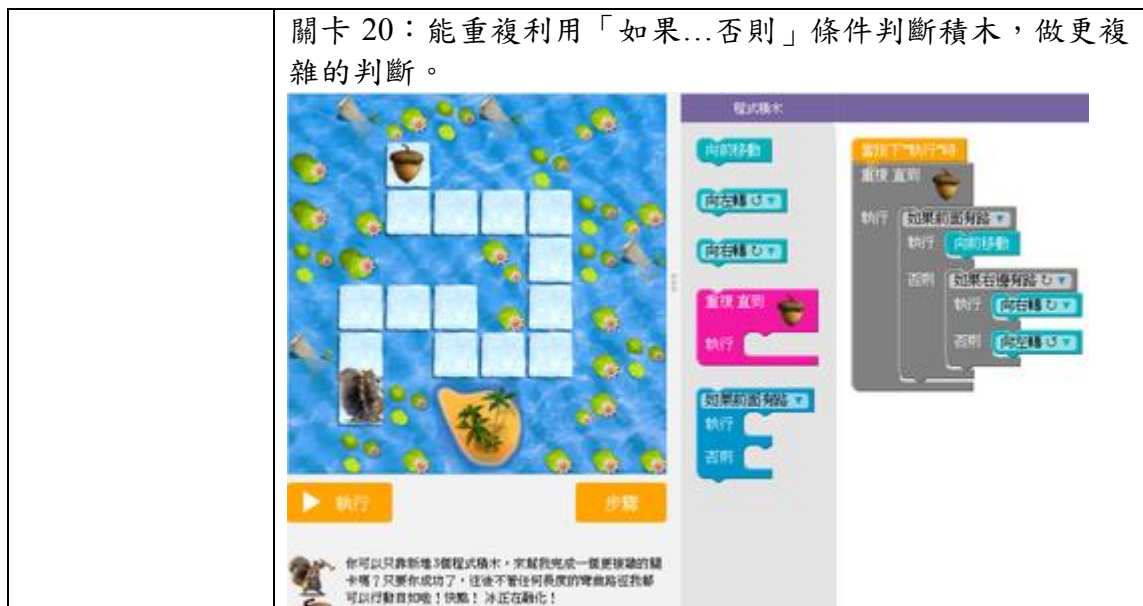 關卡 20：能重複利用「如果…否則」條件判斷積木，做更複
雜的判斷。
程式積木
向前移動
向左轉 ↺ ▼
向右轉 ↻ ▼
重複 直到
執行
如果前面有路 ▼
執行
否則
當按下"執行"時
重複 直到
執行
如果前面有路 ▼
執行 向前移動
否則 如果右邊有路 ↻ ▼
執行 向右轉 ↻ ▼
否則 向左轉 ↺ ▼
執行
步驟
你可以只靠新增3個程式積木，來幫我完成一個更複雜的關
卡嗎？只要你成功了，往後不管任何長度的彎曲路徑我都
可以行動自如啦！快點！ 冰正在融化！